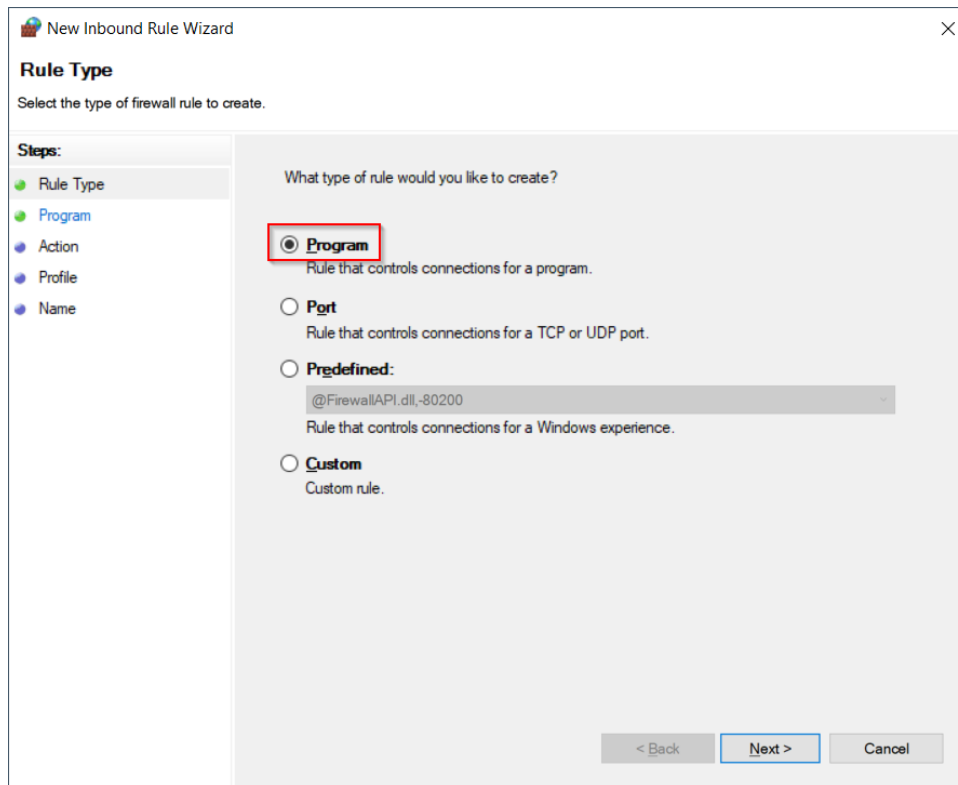 New Inbound Rule Wizard
Rule Type
Select the type of firewall rule to create.
Steps:
Rule Type
Program
Action
Profile
Name
What type of rule would you like to create?
Program
Rule that controls connections for a program.
Port
Rule that controls connections for a TCP or UDP port.
Predefined:
@FirewallAPI.dll,-80200
Rule that controls connections for a Windows experience.
Custom
Custom rule.
< Back Next > Cancel